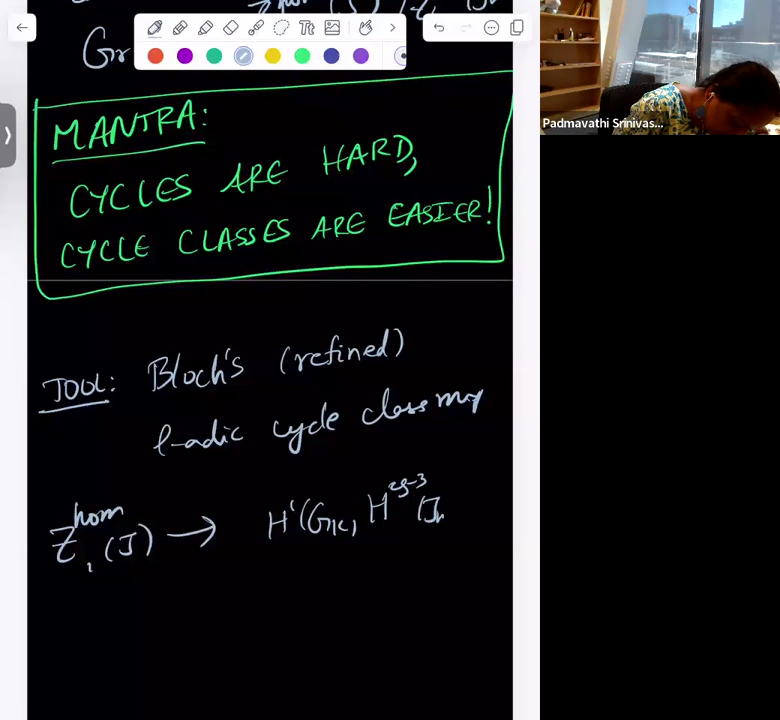 Gr
MANTRA:
CYCLES ARE HARD,
CYCLE CLASSES ARE EASIER!
TOOL: Bloch's (refined)
l-adic cycle class map
Z₁^hom(J) → H¹(G_K, H^{2g-3}(J
Padmavathi Srinivas...